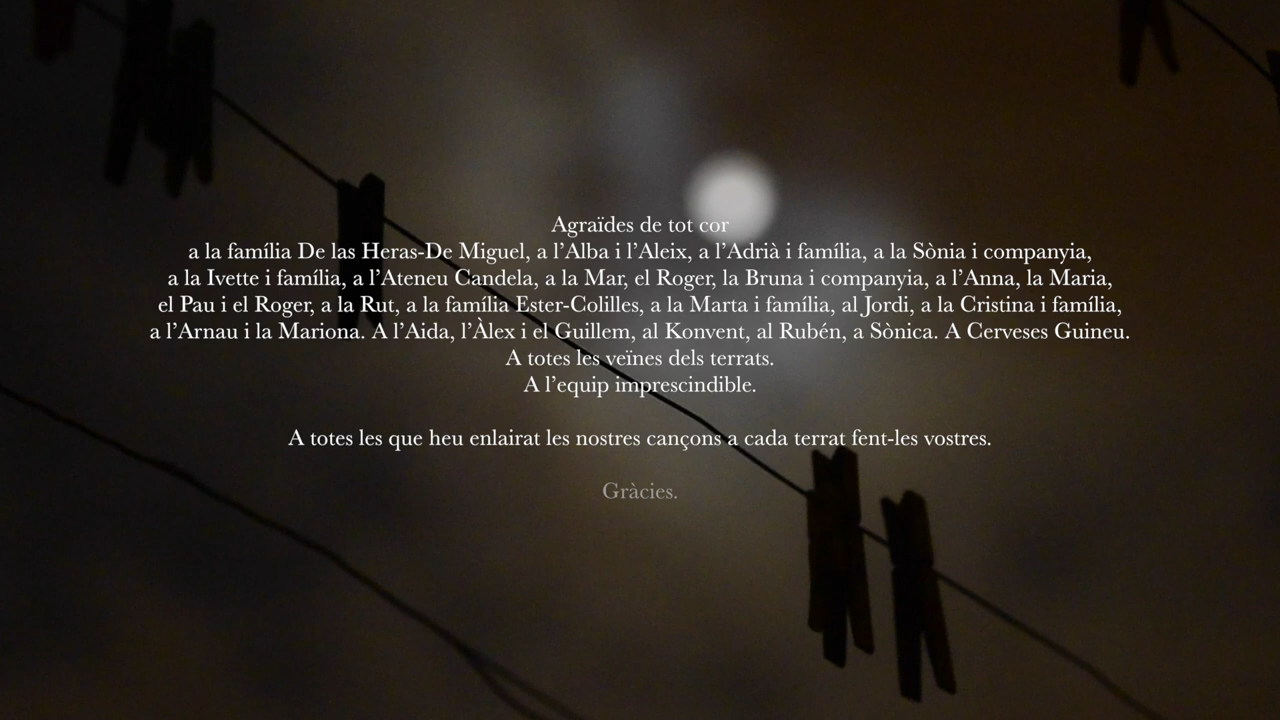 Agraïdes de tot cor
a la família De las Heras-De Miguel, a l’Alba i l’Aleix, a l’Adrià i família, a la Sònia i companyia,
a la Ivette i família, a l’Ateneu Candela, a la Mar, el Roger, la Bruna i companyia, a l’Anna, la Maria,
el Pau i el Roger, a la Rut, a la família Ester-Colilles, a la Marta i família, al Jordi, a la Cristina i família,
a l’Arnau i la Mariona. A l’Aida, l’Àlex i el Guillem, al Konvent, al Rubén, a Sònica. A Cerveses Guineu.
A totes les veïnes dels terrats.
A l’equip imprescindible.
A totes les que heu enlairat les nostres cançons a cada terrat fent-les vostres.
Gràcies.